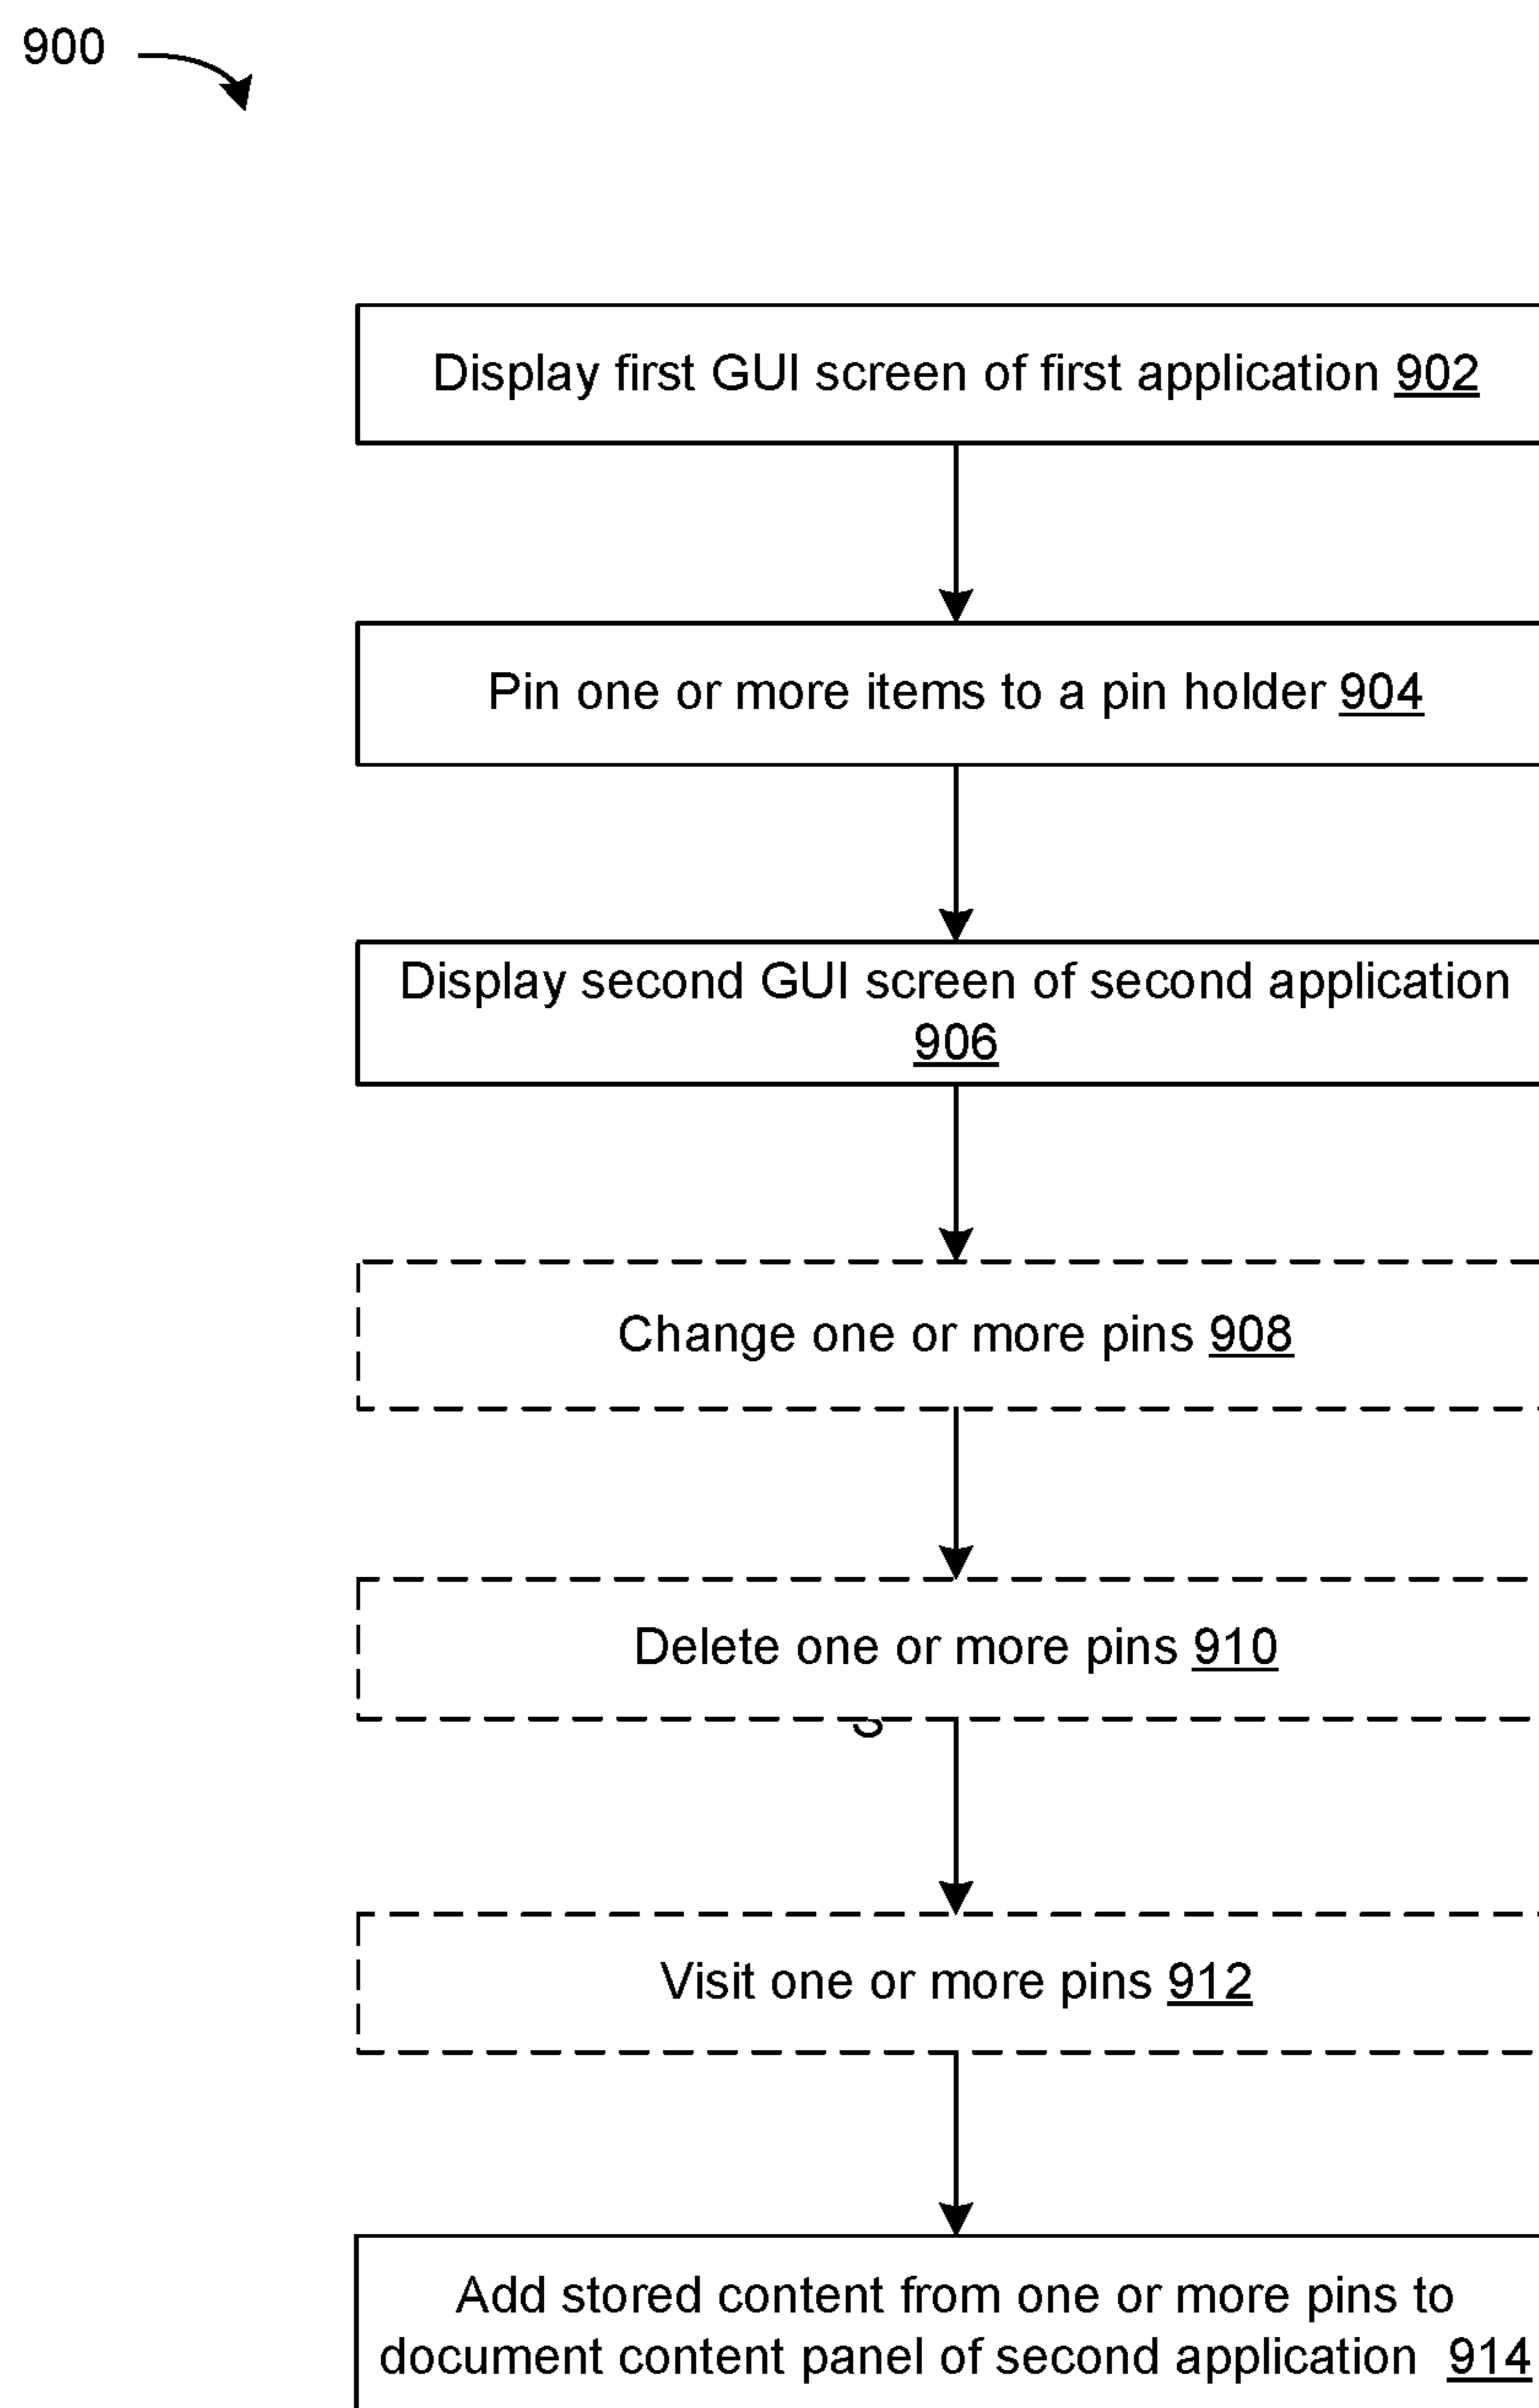 900
Display first GUI screen of first application 902
Pin one or more items to a pin holder 904
Display second GUI screen of second application
906
Change one or more pins 908
Delete one or more pins 910
Visit one or more pins 912
Add stored content from one or more pins to
document content panel of second application 914